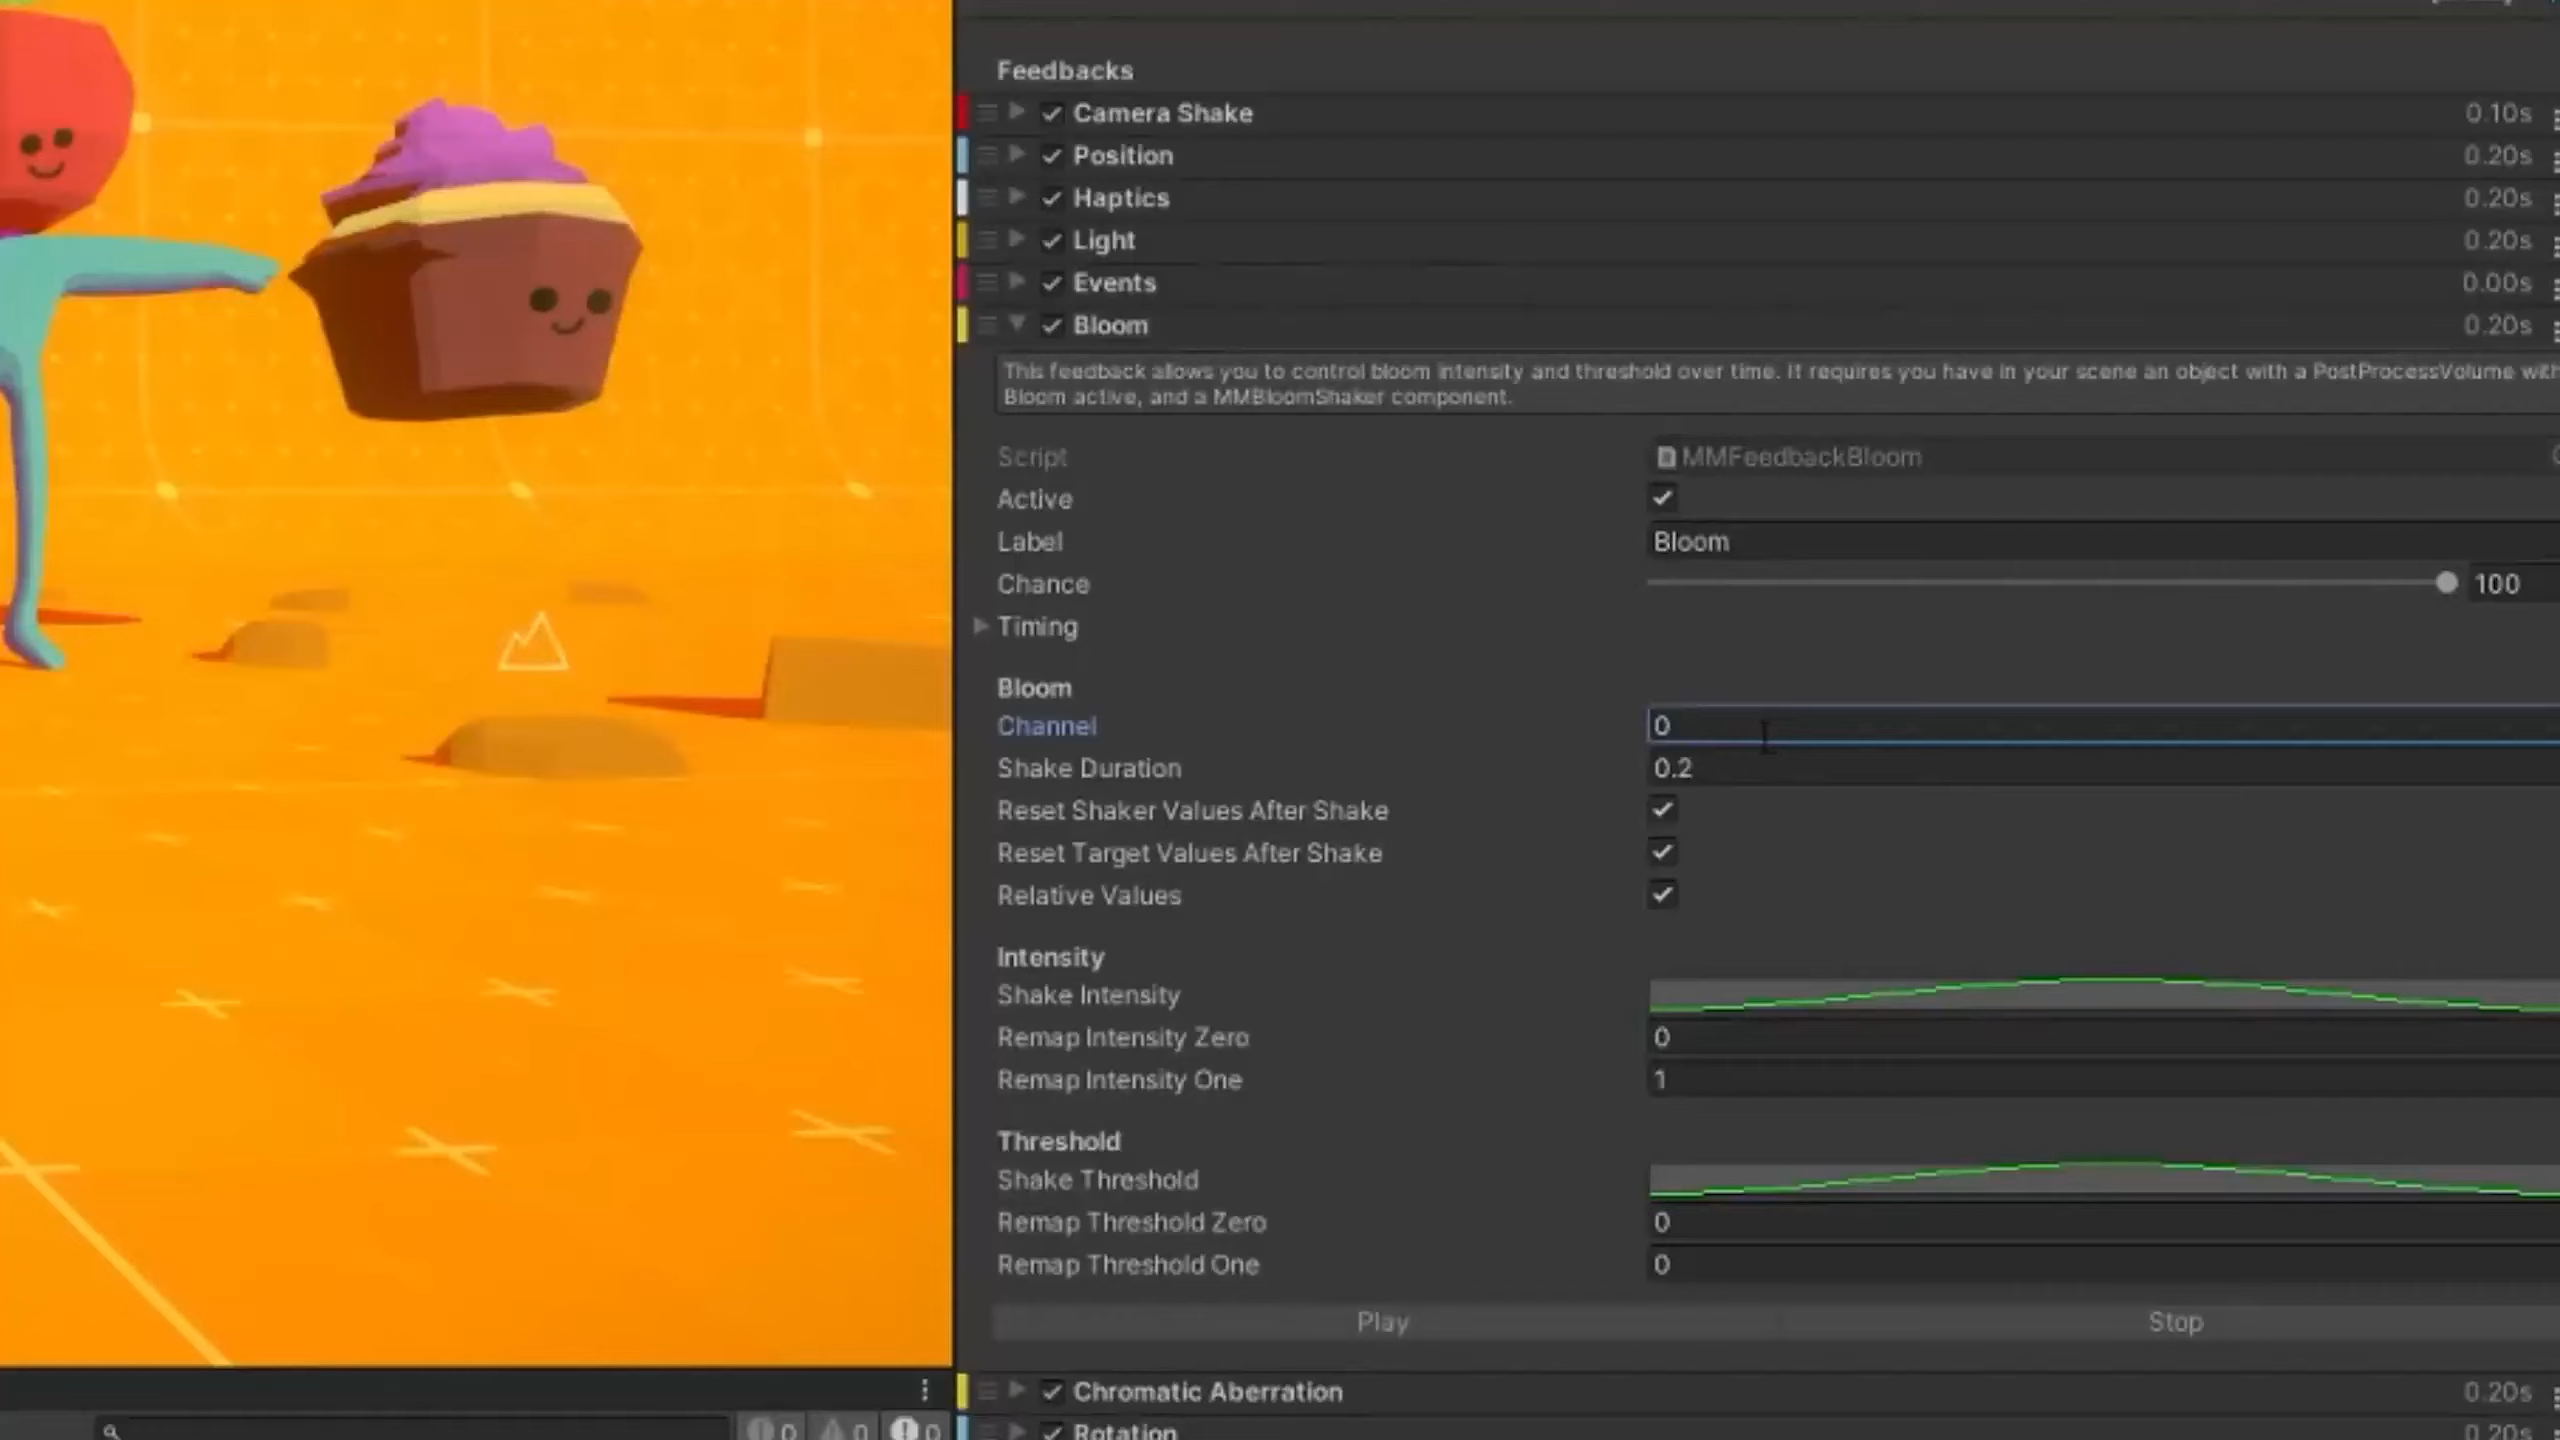 Feedbacks
Camera Shake 0.10s
Position 0.20s
Haptics 0.20s
Light 0.20s
Events 0.00s
Bloom 0.20s
This feedback allows you to control bloom intensity and threshold over time. It requires you have in your scene an object with a PostProcessVolume with
Bloom active, and a MMBloomShaker component.
Script MMFeedbackBloom
Active
Label Bloom
Chance 100
Timing
Bloom
Channel 0
Shake Duration 0.2
Reset Shaker Values After Shake
Reset Target Values After Shake
Relative Values
Intensity
Shake Intensity
Remap Intensity Zero 0
Remap Intensity One 1
Threshold
Shake Threshold
Remap Threshold Zero 0
Remap Threshold One 0
Play Stop
Chromatic Aberration 0.20s
Rotation 0.20s
0 0 0